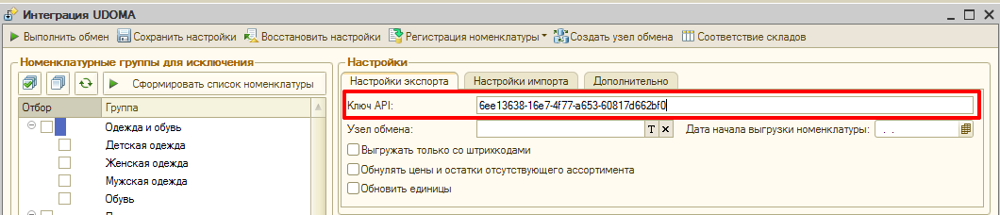 Интеграция UDOMA
Выполнить обмен Сохранить настройки Восстановить настройки Регистрация номенклатуры Создать узел обмена Соответствие складов
Номенклатурные группы для исключения
Сформировать список номенклатуры
Отбор Группа
Одежда и обувь
Детская одежда
Женская одежда
Мужская одежда
Обувь
Настройки
Настройки экспорта Настройки импорта Дополнительно
Ключ API: 6ee13638-16e7-4f77-a653-60817d662bf0
Узел обмена: T × Дата начала выгрузки номенклатуры: . .
Выгружать только со штрихкодами
Обнулять цены и остатки отсутствующего ассортимента
Обновить единицы